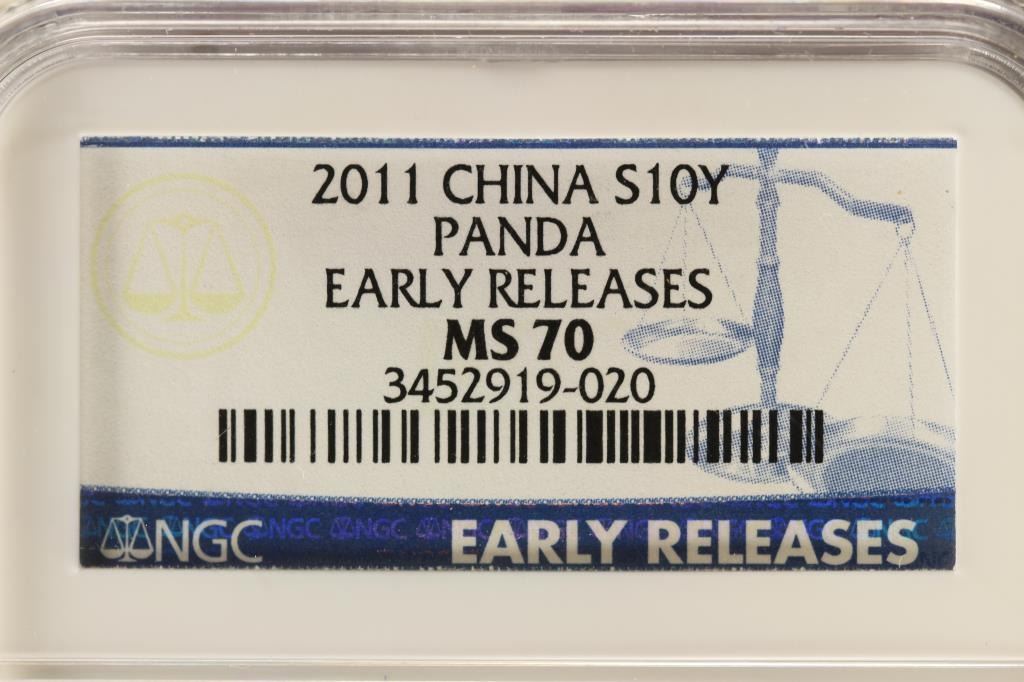 2011 CHINA S10Y
PANDA
EARLY RELEASES
MS 70
3452919-020
NGC EARLY RELEASES